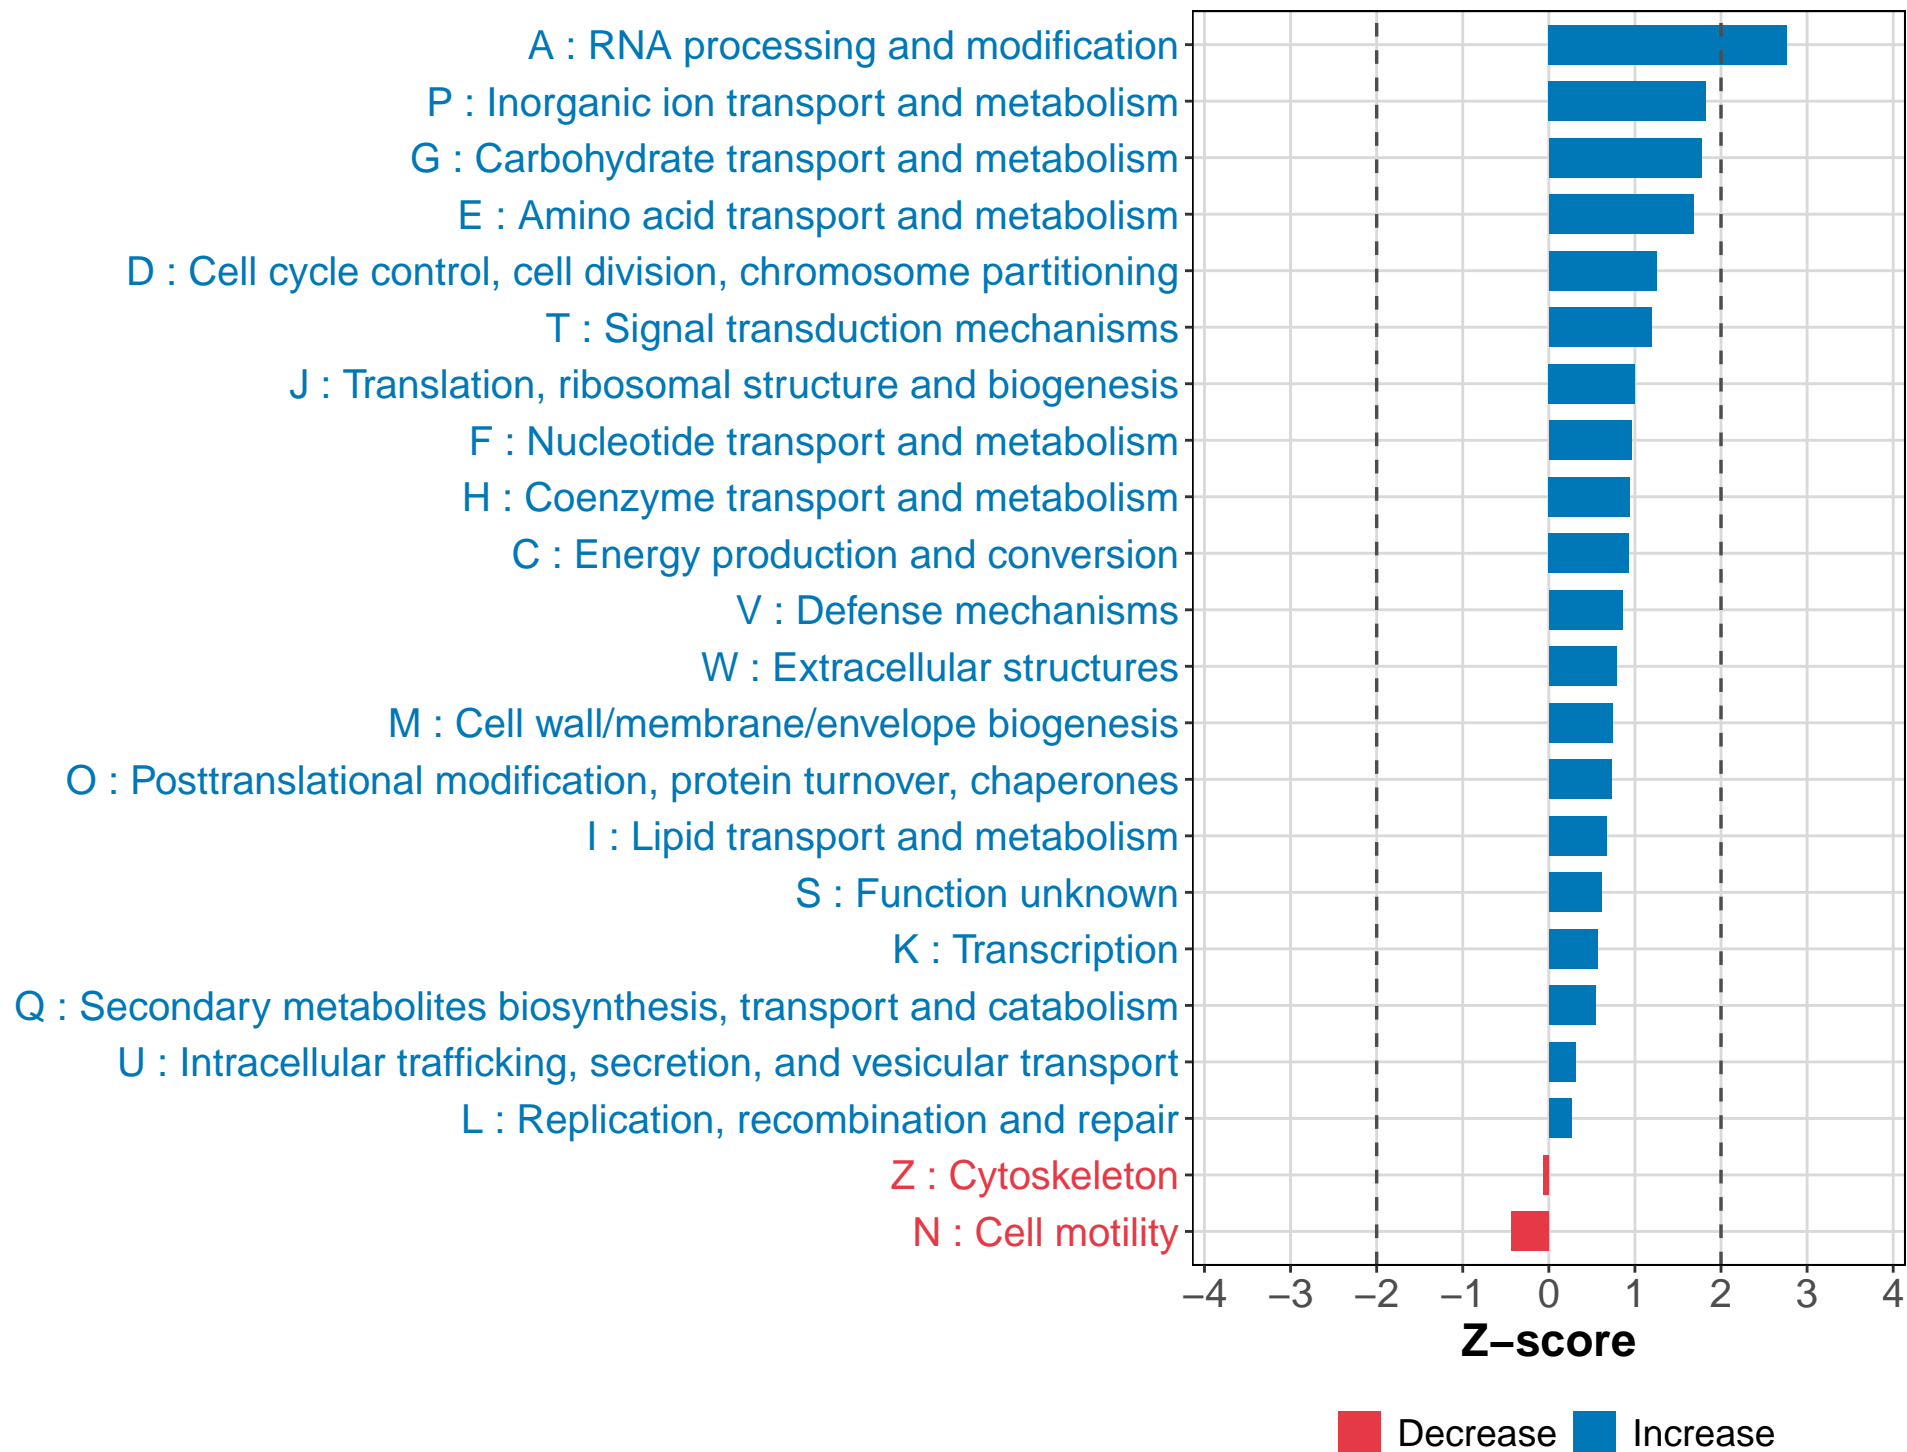 A : RNA processing and modification
P : Inorganic ion transport and metabolism
G : Carbohydrate transport and metabolism
E : Amino acid transport and metabolism
D : Cell cycle control, cell division, chromosome partitioning
T : Signal transduction mechanisms
J : Translation, ribosomal structure and biogenesis
F : Nucleotide transport and metabolism
H : Coenzyme transport and metabolism
C : Energy production and conversion
V : Defense mechanisms
W : Extracellular structures
M : Cell wall/membrane/envelope biogenesis
O : Posttranslational modification, protein turnover, chaperones
I : Lipid transport and metabolism
S : Function unknown
K : Transcription
Q : Secondary metabolites biosynthesis, transport and catabolism
U : Intracellular trafficking, secretion, and vesicular transport
L : Replication, recombination and repair
Z : Cytoskeleton
N : Cell motility
−4 −3 −2 −1 0 1 2 3 4
Z−score
Decrease Increase